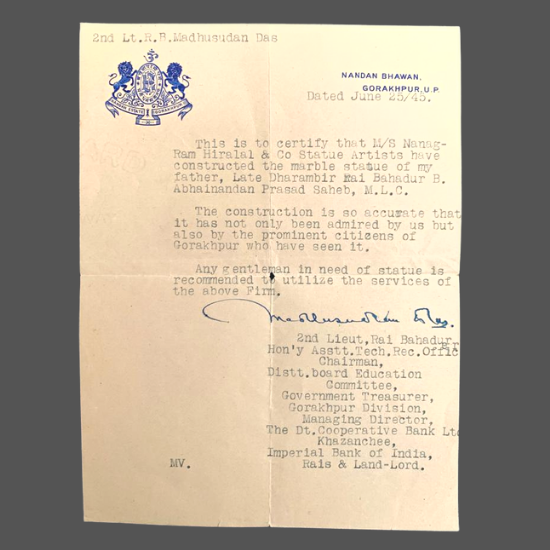 2nd Lt.R.B.Madhusudan Das
NANDAN BHAWAN,
GORAKHPUR, U.P.
Dated June 25/45.
This is to certify that M/S Nanag-
Ram Hiralal & Co Statue Artists have
constructed the marble statue of my
father, Late Dharambir Rai Bahadur B.
Abhainandan Prasad Saheb, M.L.C.
The construction is so accurate that
it has not only been admired by us but
also by the prominent citizens of
Gorakhpur who have seen it.
Any gentleman in need of statue is
recommended to utilize the services of
the above Firm.
Madhusudan Das.
2nd Lieut, Rai Bahadur,
Hon'y Asstt.Tech.Rec.Offic
Chairman,
Distt.board Education
Committee,
Government Treasurer,
Gorakhpur Division,
Managing Director,
The Dt.Cooperative Bank Ltd
Khazanchee,
Imperial Bank of India,
Rais & Land-Lord.
MV.